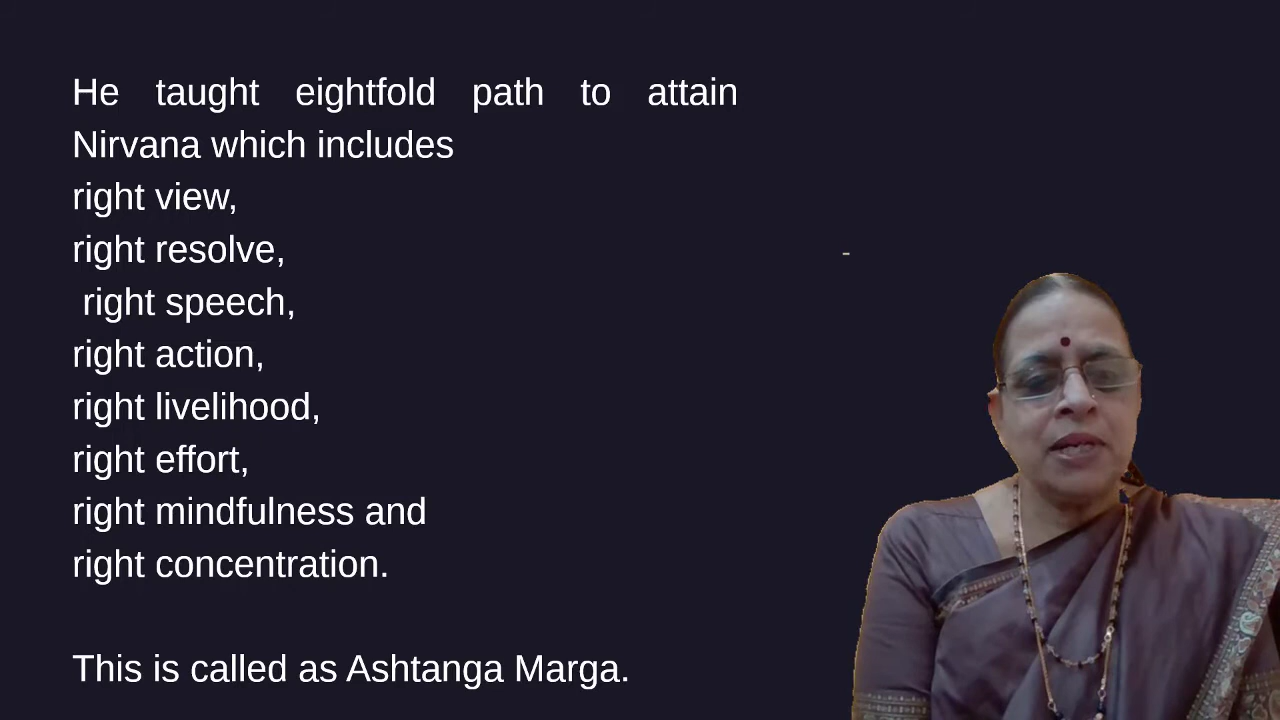 He taught eightfold path to attain
Nirvana which includes
right view,
right resolve,
right speech,
right action,
right livelihood,
right effort,
right mindfulness and
right concentration.
This is called as Ashtanga Marga.